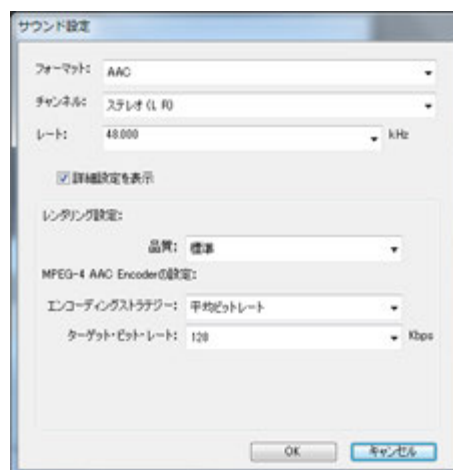 サウンド設定
フォーマット: AAC
チャンネル: ステレオ (L R)
レート: 48.000 kHz
詳細設定を表示
レンダリング設定:
品質: 標準
MPEG-4 AAC Encoderの設定:
エンコーディングストラテジー: 平均ビットレート
ターゲット・ビット・レート: 128 Kbps
OK キャンセル